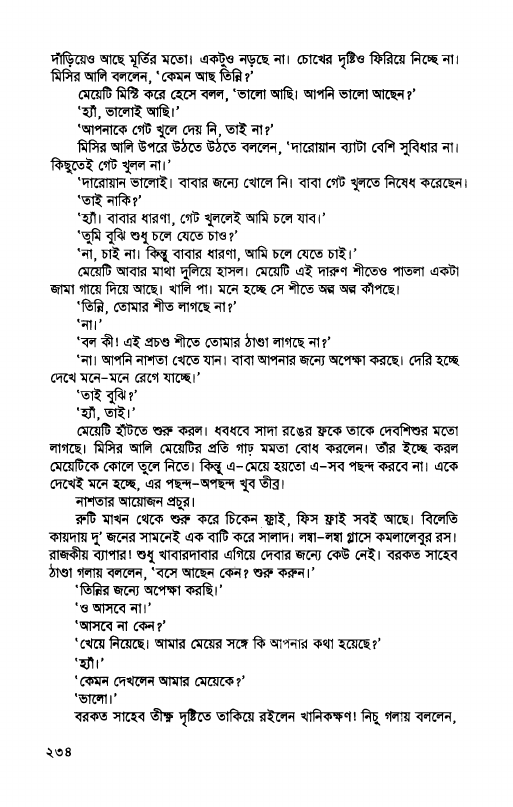 দাঁড়িয়েও আছে মূর্তির মতো। একটুও নড়ছে না। চোখের দৃষ্টিও ফিরিয়ে নিচ্ছে না।
মিসির আলি বললেন, ‘কেমন আছ তিন্নি?’
মেয়েটি মিস্টি করে হেসে বলল, ‘ভালো আছি। আপনি ভালো আছেন?’
‘হ্যাঁ, ভালোই আছি।’
‘আপনাকে গেট খুলে দেয় নি, তাই না?’
মিসির আলি উপরে উঠতে উঠতে বললেন, ‘দারোয়ান ব্যাটা বেশি সুবিধার না।
কিছুতেই গেট খুলল না।’
‘দারোয়ান ভালোই। বাবার জন্যে খোলে নি। বাবা গেট খুলতে নিষেধ করেছেন।
‘তাই নাকি?’
‘হ্যাঁ। বাবার ধারণা, গেট খুললেই আমি চলে যাব।’
‘তুমি বুঝি শুধু চলে যেতে চাও?’
‘না, চাই না। কিন্তু বাবার ধারণা, আমি চলে যেতে চাই।’
মেয়েটি আবার মাথা দুলিয়ে হাসল। মেয়েটি এই দারুণ শীতেও পাতলা একটা
জামা গায়ে দিয়ে আছে। খালি পা। মনে হচ্ছে সে শীতে অল্প অল্প কাঁপছে।
‘তিন্নি, তোমার শীত লাগছে না?’
‘না।’
‘বল কী! এই প্রচণ্ড শীতে তোমার ঠাণ্ডা লাগছে না?’
‘না। আপনি নাশতা খেতে যান। বাবা আপনার জন্যে অপেক্ষা করছে। দেরি হচ্ছে
দেখে মনে-মনে রেগে যাচ্ছে।’
‘তাই বুঝি?’
‘হ্যাঁ, তাই।’
মেয়েটি হাঁটতে শুরু করল। ধবধবে সাদা রঙের ফ্রকে তাকে দেবশিশুর মতো
লাগছে। মিসির আলি মেয়েটির প্রতি গাঢ় মমতা বোধ করলেন। তাঁর ইচ্ছে করল
মেয়েটিকে কোলে তুলে নিতে। কিন্তু এ-মেয়ে হয়তো এ-সব পছন্দ করবে না। একে
দেখেই মনে হচ্ছে, এর পছন্দ-অপছন্দ খুব তীব্র।
নাশতার আয়োজন প্রচুর।
রুটি মাখন থেকে শুরু করে চিকেন ফ্রাই, ফিস ফ্রাই সবই আছে। বিলেতি
কায়দায় দু’ জনের সামনেই এক বাটি করে সালাদ। লম্বা-লম্বা গ্লাসে কমলালেবুর রস।
রাজকীয় ব্যাপার! শুধু খাবারদাবার এগিয়ে দেবার জন্যে কেউ নেই। বরকত সাহেব
ঠাণ্ডা গলায় বললেন, ‘বসে আছেন কেন? শুরু করুন।’
‘তিন্নির জন্যে অপেক্ষা করছি।’
‘ও আসবে না।’
‘আসবে না কেন?’
‘খেয়ে নিয়েছে। আমার মেয়ের সঙ্গে কি আপনার কথা হয়েছে?’
‘হ্যাঁ।’
‘কেমন দেখলেন আমার মেয়েকে?’
‘ভালো।’
বরকত সাহেব তীক্ষ্ণ দৃষ্টিতে তাকিয়ে রইলেন খানিকক্ষণ! নিচু গলায় বললেন,
২৩৪